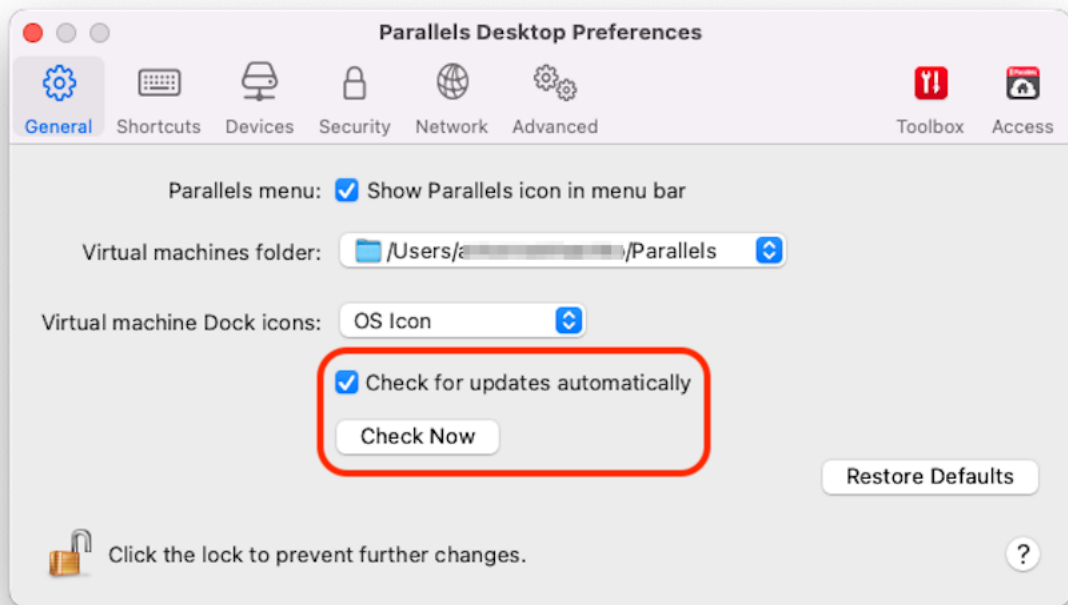 Parallels Desktop Preferences
General Shortcuts Devices Security Network Advanced Toolbox Access
Parallels menu: Show Parallels icon in menu bar
Virtual machines folder: /Users/a /Parallels
Virtual machine Dock icons: OS Icon
Check for updates automatically
Check Now
Restore Defaults
Click the lock to prevent further changes. ?